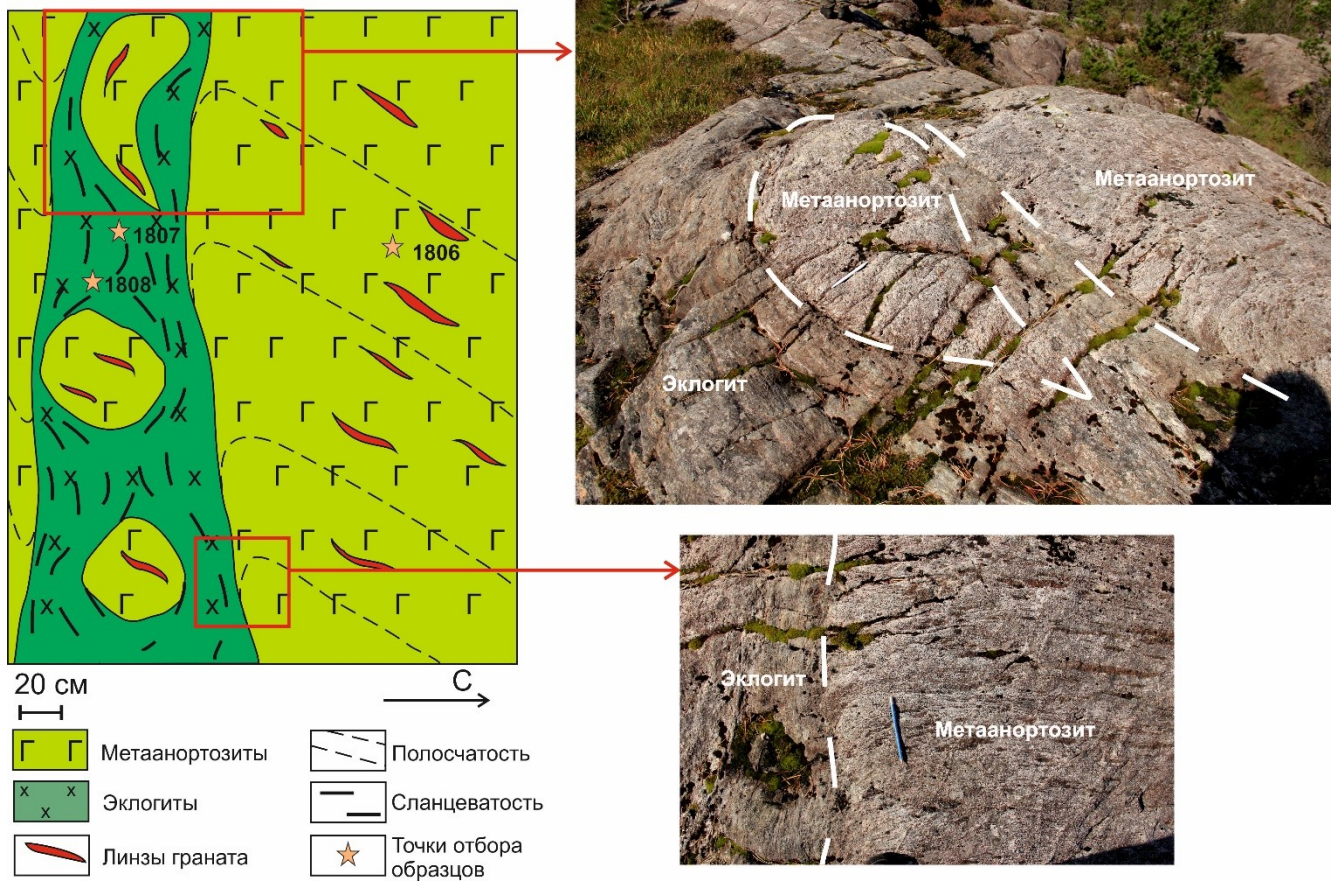 1807
1806
1808
Метаанортозит
Метаанортозит
Эклогит
Эклогит
Метаанортозит
20 см
С
Г Г
Метаанортозиты
Полосчатость
x x
x
Эклогиты
Сланцеватость
Линзы граната
Точки отбора
образцов